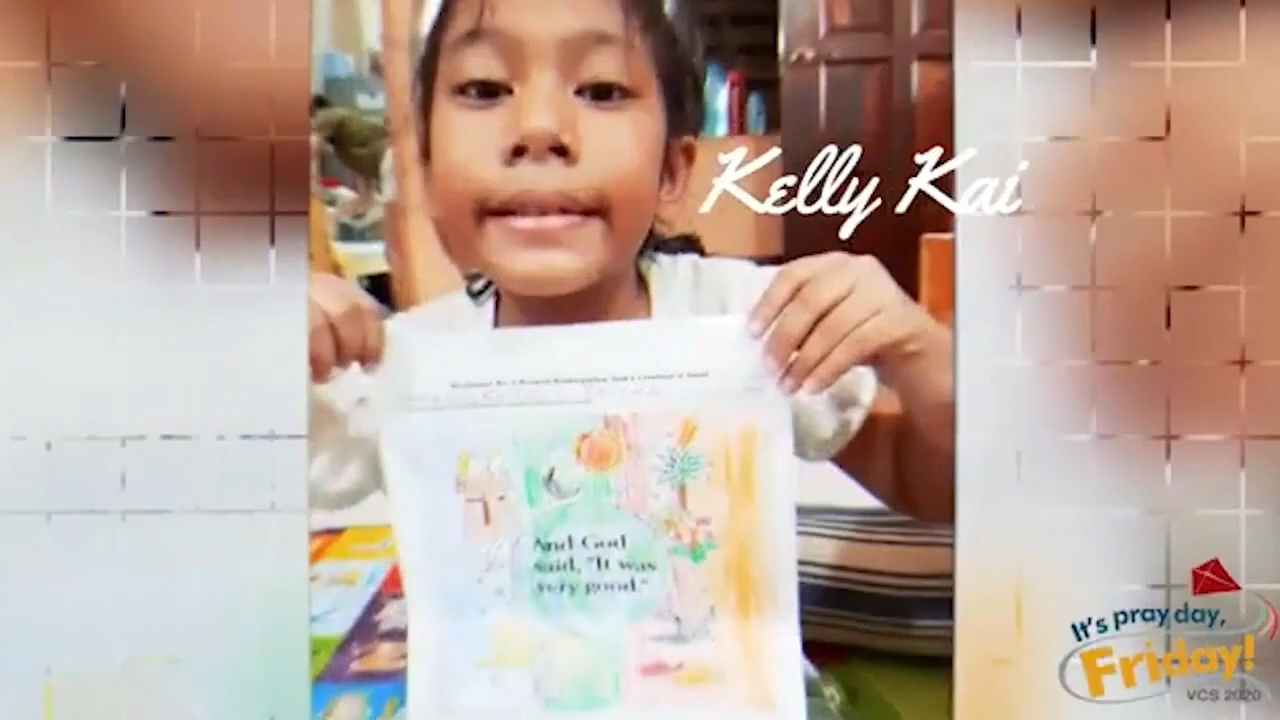 Kelly Kai
And God
said, "It was
very good."
It's pray day,
Friday!
VCS 2020